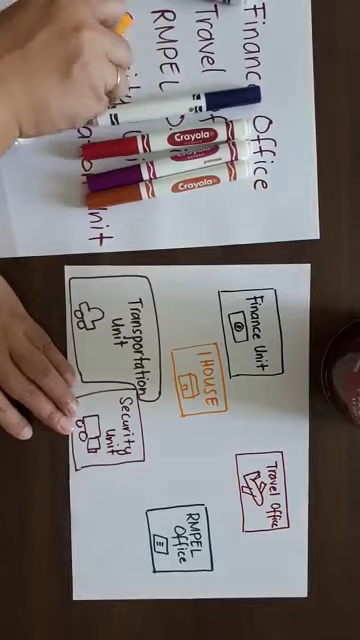 Finance Office
Travel
RMPEL
Unit
Crayola
Crayola
Crayola
Finance Unit
Transportation
Unit
1 HOUSE
Security
Unit
Travel Office
RMPEL
Office